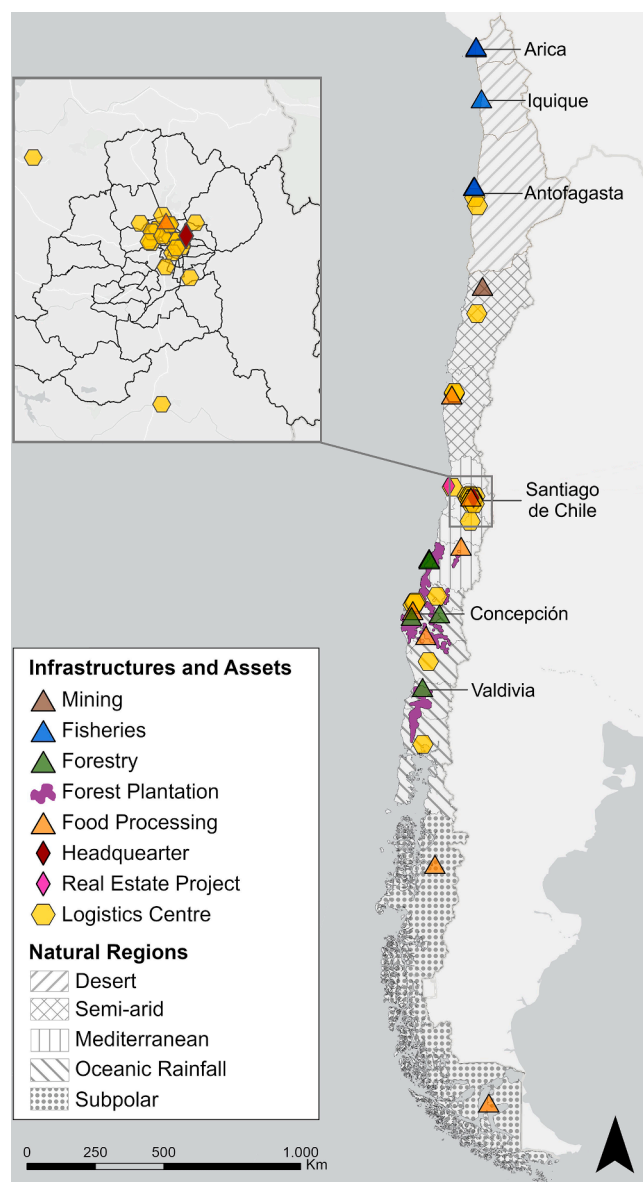 Arica
Iquique
Antofagasta
Santiago
de Chile
Concepción
Valdivia
Infrastructures and Assets
Mining
Fisheries
Forestry
Forest Plantation
Food Processing
Headquearter
Real Estate Project
Logistics Centre
Natural Regions
Desert
Semi-arid
Mediterranean
Oceanic Rainfall
Subpolar
0 250 500 1.000
Km